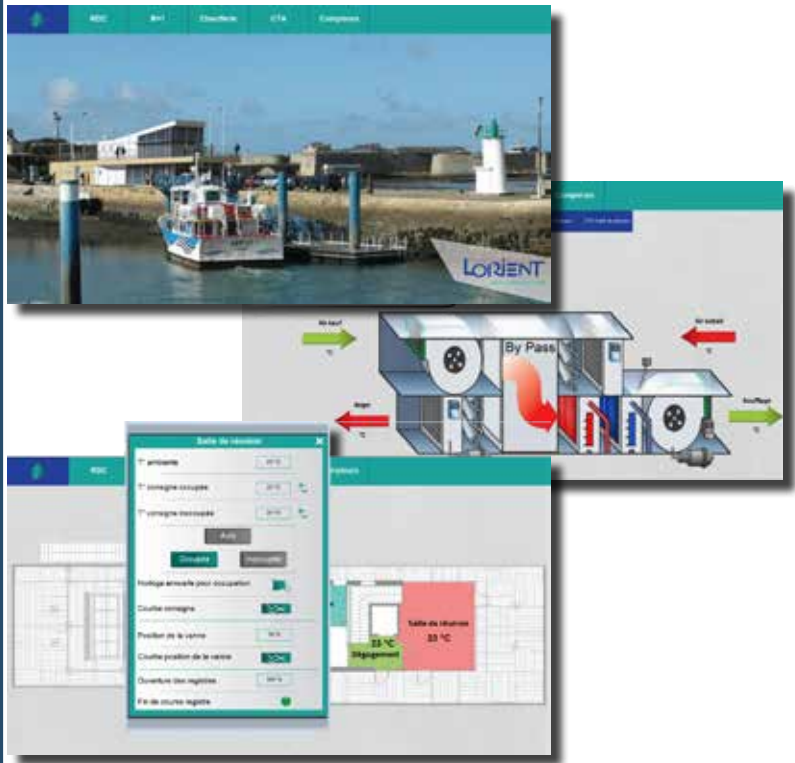 RDC R+1 Chaufferie CTA Compteurs
LORIENT
Compteurs
Air neuf
°C
Air extrait
°C
By Pass
Rejet
°C
Soufflage
°C
Salle de réunion ×
RDC
T° ambiante
T° consigne occupée
T° consigne inoccupée
Auto
Occupée Inoccupée
Horloge annuelle pour occupation
Courbe consigne
Position de la vanne
Courbe position de la vanne
Ouverture des registres
Fin de course registre
Salle de réunion
23 °C
23 °C
Dégagement